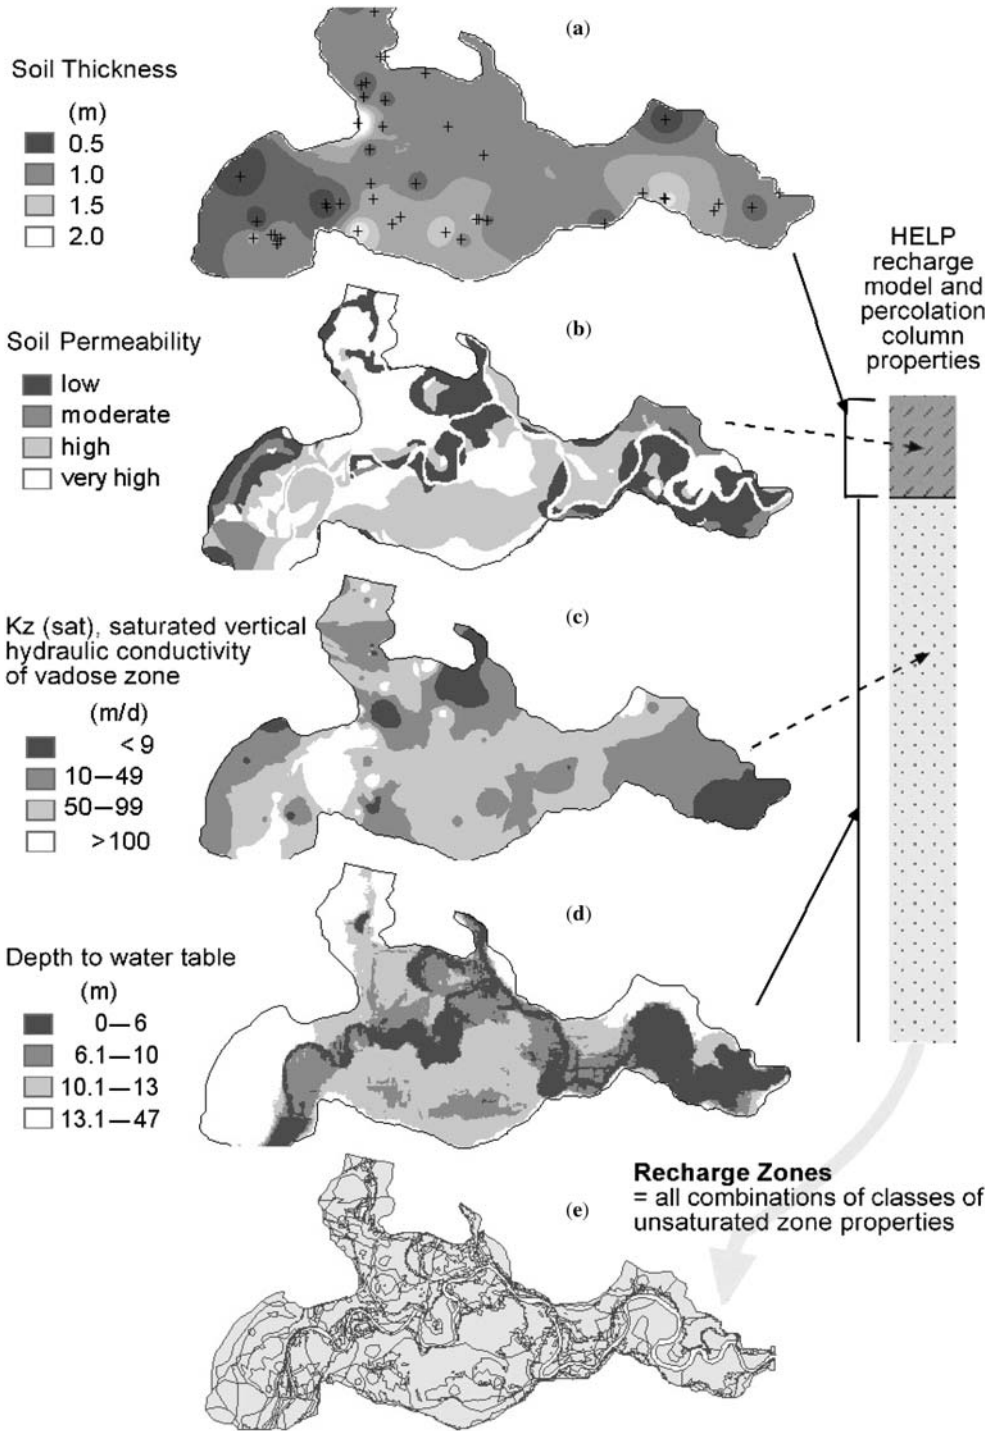 (a)
Soil Thickness
(m)
0.5
1.0
1.5
2.0
HELP
recharge
model and
percolation
column
properties
(b)
Soil Permeability
low
moderate
high
very high
(c)
Kz (sat), saturated vertical
hydraulic conductivity
of vadose zone
(m/d)
< 9
10—49
50—99
>100
(d)
Depth to water table
(m)
0—6
6.1—10
10.1—13
13.1—47
Recharge Zones
= all combinations of classes of
unsaturated zone properties
(e)